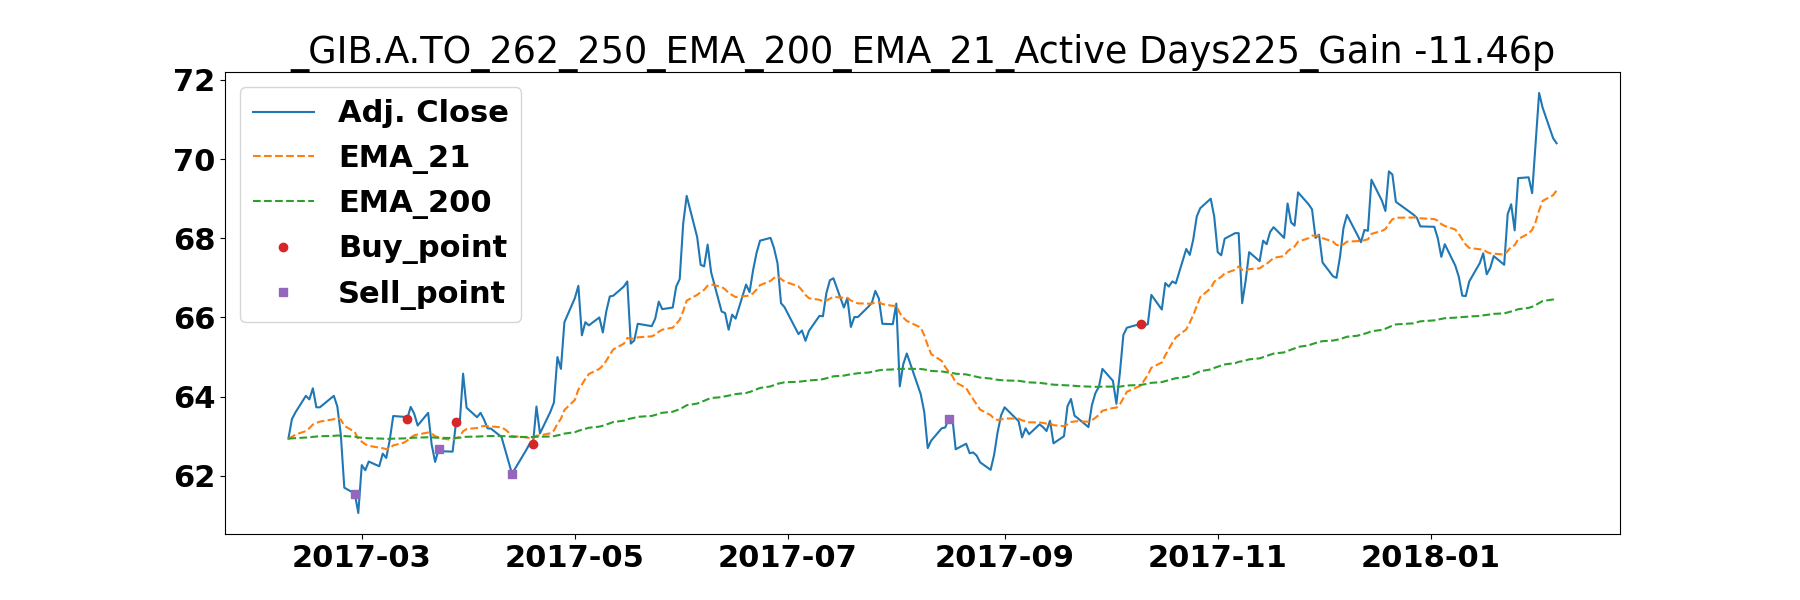 _GIB.A.TO_262_250_EMA_200_EMA_21_Active Days225_Gain -11.46p
72
70
68
66
64
62
Adj. Close
EMA_21
EMA_200
Buy_point
Sell_point
2017-03 2017-05 2017-07 2017-09 2017-11 2018-01